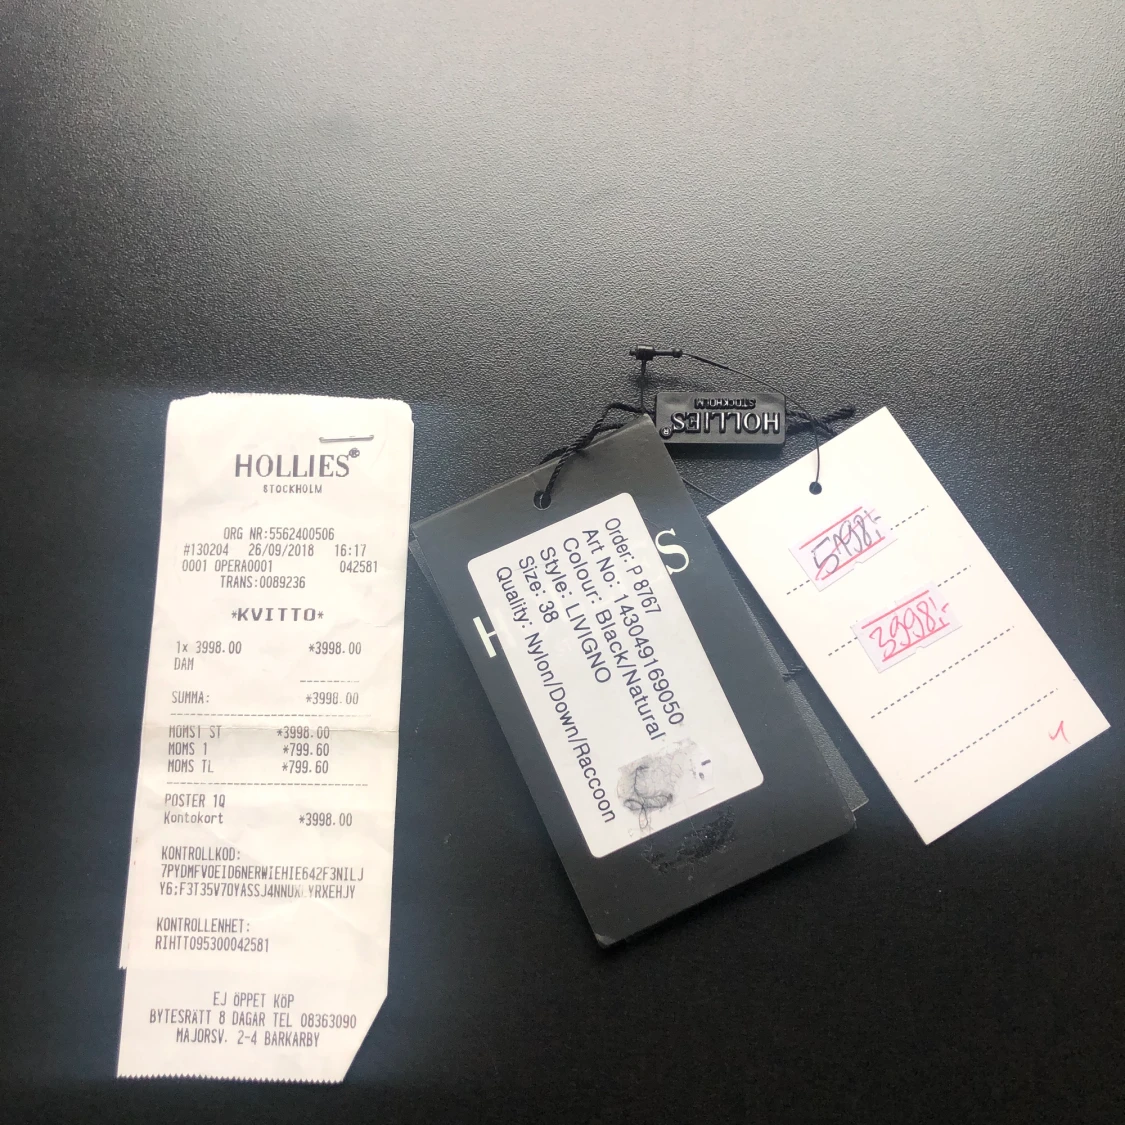 HOLLIES®
STOCKHOLM
ORG NR:5562400506
#130204 26/09/2018 16:17
0001 OPERA0001 042581
TRANS:0089236
*KVITTO*
1x 3998.00 *3998.00
DAM
SUMMA: *3998.00
MOMS1 ST *3998.00
MOMS 1 *799.60
MOMS TL *799.60
POSTER 1Q
Kontokort *3998.00
KONTROLLKOD:
7PYDMFVOEID6NERWIEHIE642F3NILJ
KONTROLLENHET:
RIHTT095300042581
EJ ÖPPET KÖP
BYTESRÄTT 8 DAGAR TEL 08363090
MAJORSV. 2-4 BARKARBY
HOLLIES®
STOCKHOLM
H S
Order: P 8767
Art No: 143049169050
Colour: Black/Natural
Style: LIVIGNO
Size: 38
Quality: Nylon/Down/Raccoon
3998:-